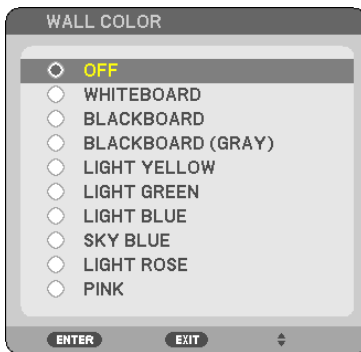 WALL COLOR
OFF
WHITEBOARD
BLACKBOARD
BLACKBOARD (GRAY)
LIGHT YELLOW
LIGHT GREEN
LIGHT BLUE
SKY BLUE
LIGHT ROSE
PINK
ENTER EXIT